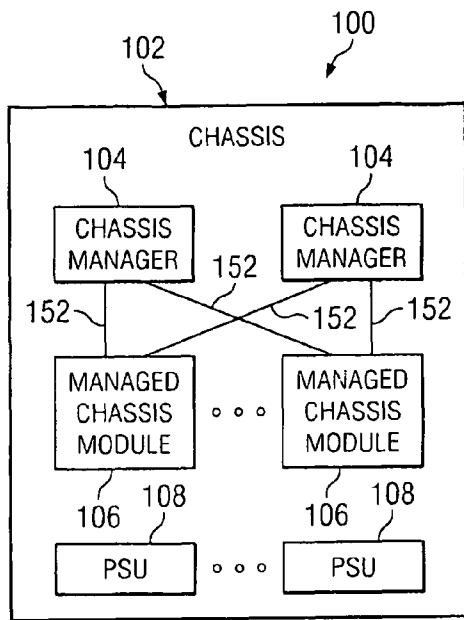 100
102
CHASSIS
104
104
CHASSIS
MANAGER
CHASSIS
MANAGER
152
152
152
152
MANAGED
CHASSIS
MODULE
MANAGED
CHASSIS
MODULE
106
108
106
108
PSU
PSU